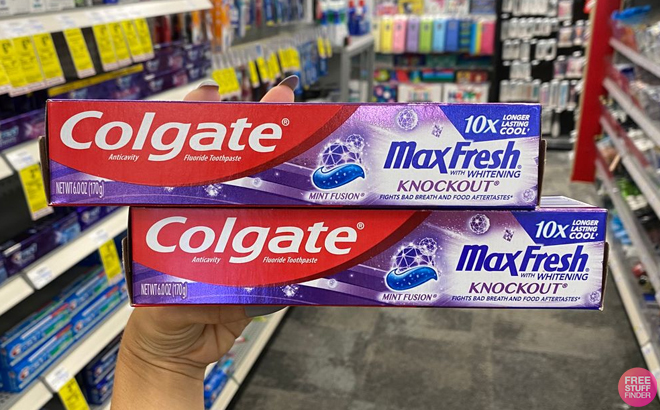 Colgate®
Anticavity Fluoride Toothpaste
NET WT 6.0 OZ (170 g)
10X LONGER
LASTING
COOL*
MaxFresh®
WITH WHITENING
KNOCKOUT®
MINT FUSION®
FIGHTS BAD BREATH AND FOOD AFTERTASTES*
Colgate®
Anticavity Fluoride Toothpaste
NET WT 6.0 OZ (170 g)
10X LONGER
LASTING
COOL*
MaxFresh®
WITH WHITENING
KNOCKOUT®
MINT FUSION®
FIGHTS BAD BREATH AND FOOD AFTERTASTES*
FREE
STUFF
FINDER